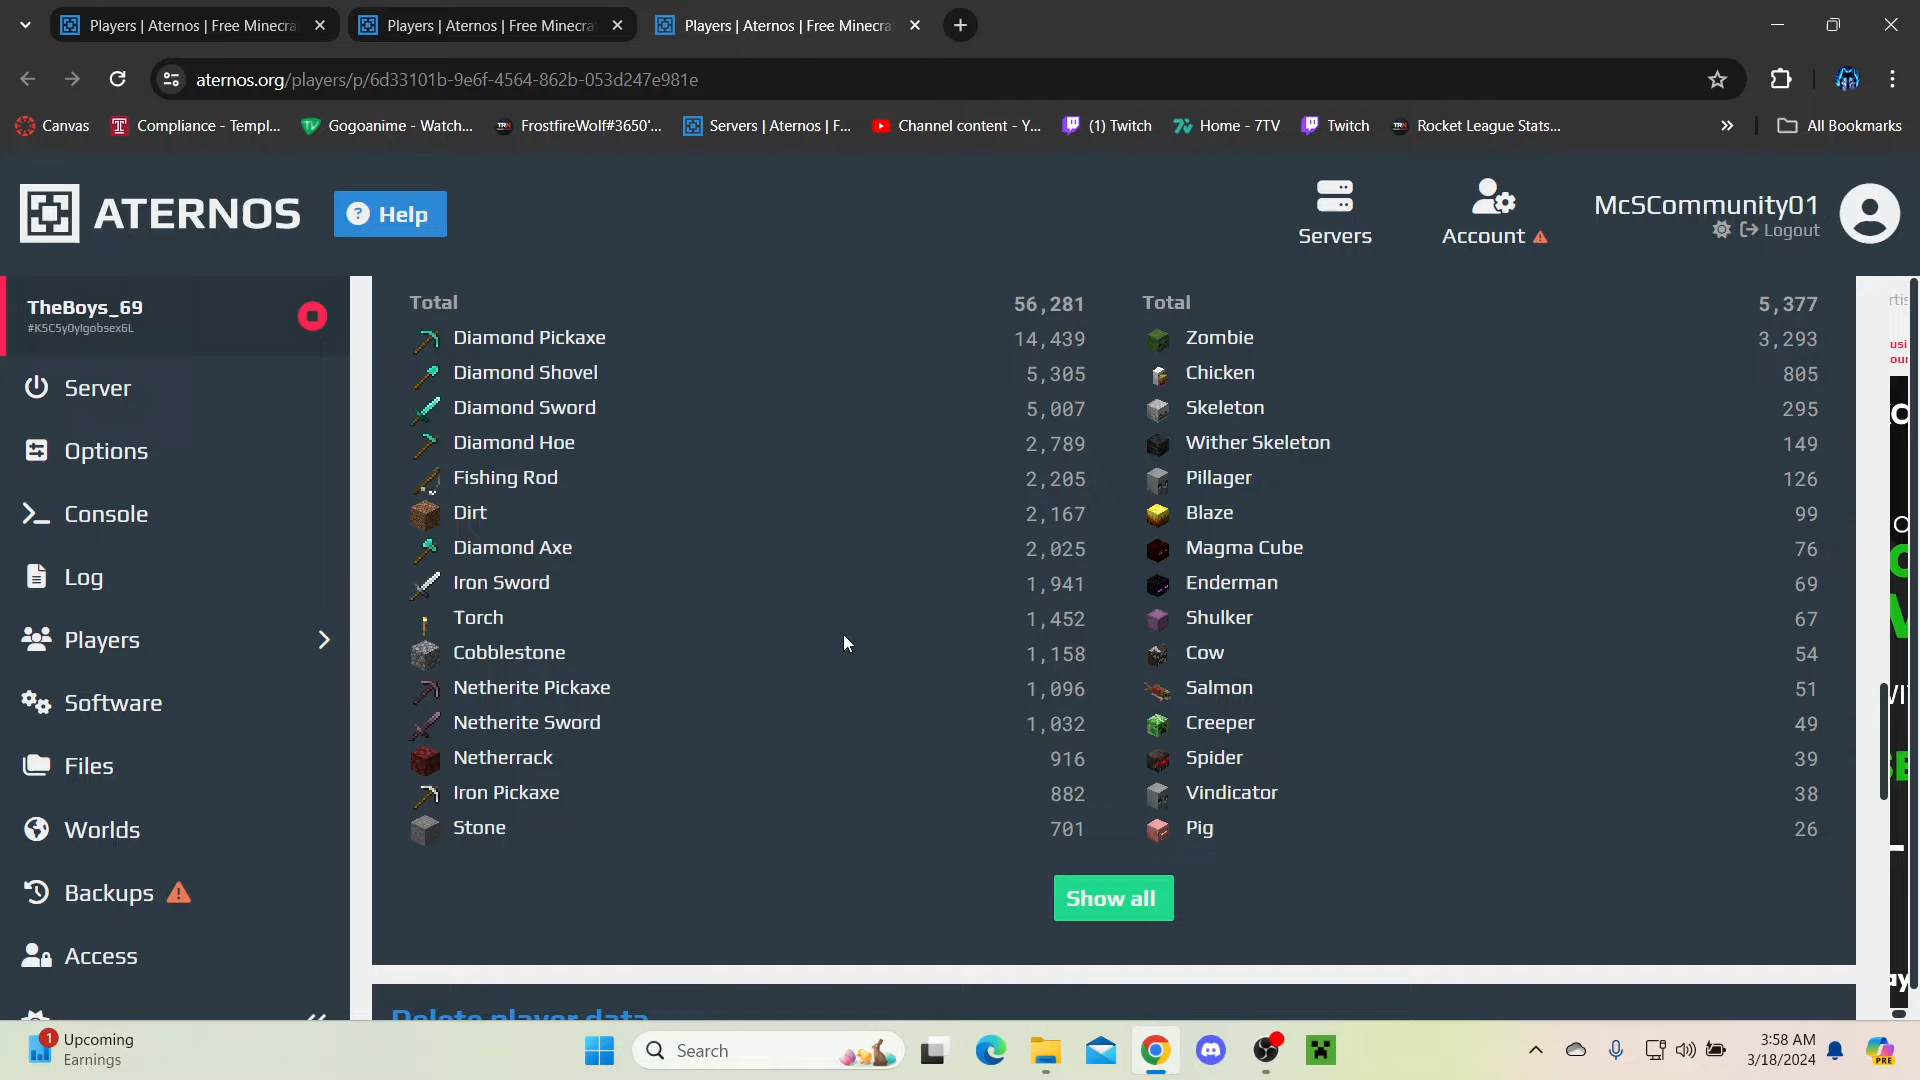 Players | Aternos | Free Minecra
Players | Aternos | Free Minecra
Players | Aternos | Free Minecra
aternos.org/players/p/6d33101b-9e6f-4564-862b-053d247e981e
Canvas
Compliance - Templ...
Gogoanime - Watch...
FrostfireWolf#3650'...
Servers | Aternos | F...
Channel content - Y...
(1) Twitch
Home - 7TV
Twitch
Rocket League Stats...
All Bookmarks
ATERNOS
? Help
Servers
Account
McSCommunity01
Logout
TheBoys_69
#K5C5y0yIgobsex6L
Server
Options
Console
Log
Players
Software
Files
Worlds
Backups
Access
Total 56,281
Diamond Pickaxe 14,439
Diamond Shovel 5,305
Diamond Sword 5,007
Diamond Hoe 2,789
Fishing Rod 2,205
Dirt 2,167
Diamond Axe 2,025
Iron Sword 1,941
Torch 1,452
Cobblestone 1,158
Netherite Pickaxe 1,096
Netherite Sword 1,032
Netherrack 916
Iron Pickaxe 882
Stone 701
Total 5,377
Zombie 3,293
Chicken 805
Skeleton 295
Wither Skeleton 149
Pillager 126
Blaze 99
Magma Cube 76
Enderman 69
Shulker 67
Cow 54
Salmon 51
Creeper 49
Spider 39
Vindicator 38
Pig 26
Show all
Delete player data
1
Upcoming
Earnings
Search
3:58 AM
3/18/2024
PRE